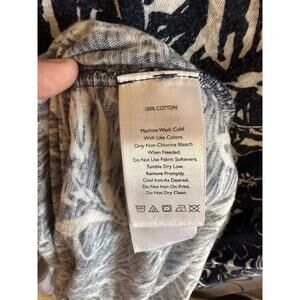 100% COTTON
Machine Wash Cold
With Like Colors.
Only Non-Chlorine Bleach
When Needed.
Do Not Use Fabric Softeners.
Tumble Dry Low.
Remove Promptly.
Cool Iron As Desired.
Do Not Iron On Print.
Do Not Dry Clean.